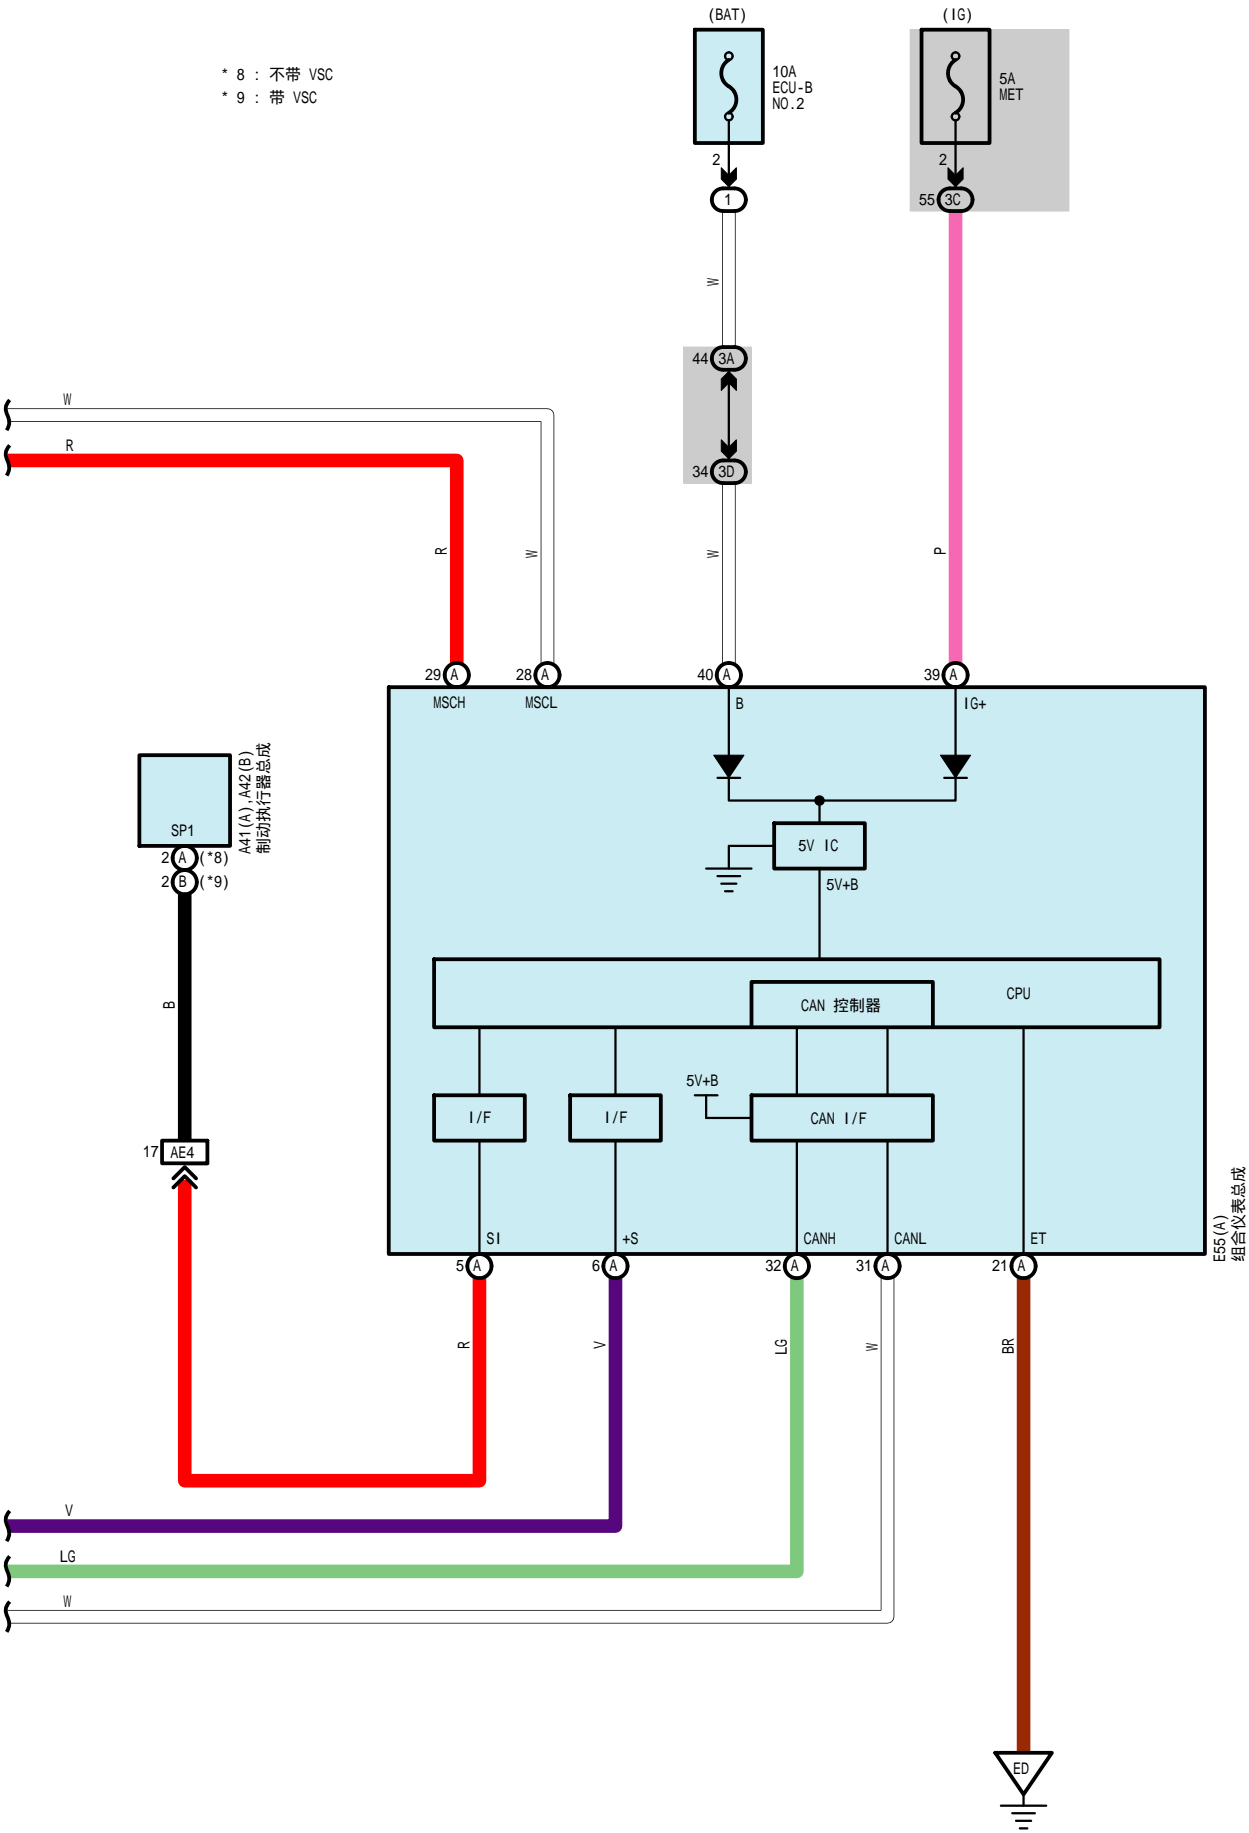 (BAT)
(IG)
* 8 : 不带 VSC
* 9 : 带 VSC
10A
ECU-B
NO.2
5A
MET
2
2
1
55 3C
W
44 3A
34 3D
W
R
R
W
W
P
29 A
28 A
40 A
39 A
MSCH
MSCL
B
IG+
SP1
A41(A),A42(B)
制动执行器总成
2 A (*8)
2 B (*9)
5V IC
5V+B
B
CAN 控制器
CPU
5V+B
I/F
I/F
CAN I/F
17 AE4
SI
+S
CANH
CANL
ET
E55(A)
组合仪表总成
5 A
6 A
32 A
31 A
21 A
R
V
LG
W
BR
V
LG
W
ED